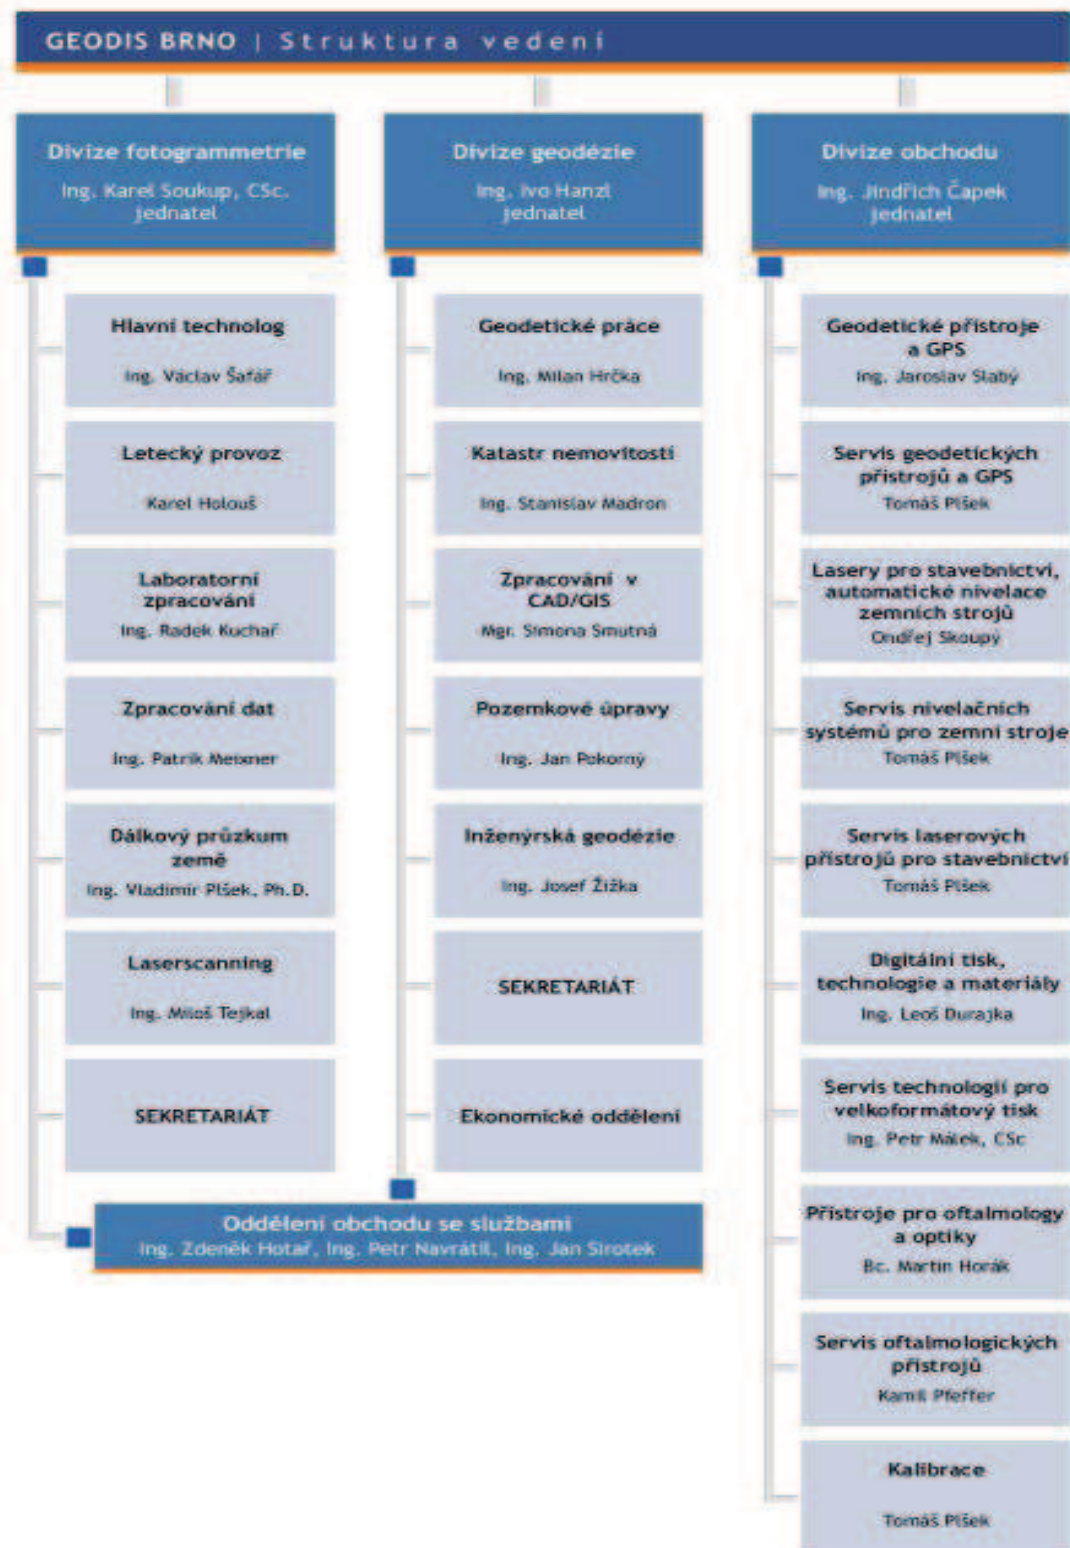 GEODIS BRNO | Struktura vedení
Divize fotogrammetrie
Ing. Karel Soukup, CSc.
jednatel
Hlavní technolog
Ing. Václav Šafář
Letecký provoz
Karel Holouš
Laboratorní
zpracování
Ing. Radek Kuchař
Zpracování dat
Ing. Patrik Meixner
Dálkový průzkum
země
Ing. Vladimír Plšek, Ph.D.
Laserscanning
Ing. Miloš Tejkal
SEKRETARIÁT
Divize geodézie
Ing. Ivo Hanzl
jednatel
Geodetické práce
Ing. Milan Hrčka
Katastr nemovitostí
Ing. Stanislav Madron
Zpracování v
CAD/GIS
Mgr. Simona Smutná
Pozemkové úpravy
Ing. Jan Pokorný
Inženýrská geodézie
Ing. Josef Žižka
SEKRETARIÁT
Ekonomické oddělení
Oddělení obchodu se službami
Ing. Zdeněk Hotař, Ing. Petr Navrátil, Ing. Jan Sirotek
Divize obchodu
Ing. Jindřich Čapek
jednatel
Geodetické přístroje
a GPS
Ing. Jaroslav Slabý
Servis geodetických
přístrojů a GPS
Tomáš Plšek
Lasery pro stavebnictví,
automatické nivelace
zemních strojů
Ondřej Skoupý
Servis nivelačních
systémů pro zemní stroje
Tomáš Plšek
Servis laserových
přístrojů pro stavebnictví
Tomáš Plšek
Digitální tisk,
technologie a materiály
Ing. Leoš Durajka
Servis technologií pro
velkoformátový tisk
Ing. Petr Málek, CSc
Přístroje pro oftalmology
a optiky
Bc. Martin Horák
Servis oftalmologických
přístrojů
Kamil Pfeffer
Kalibrace
Tomáš Plšek